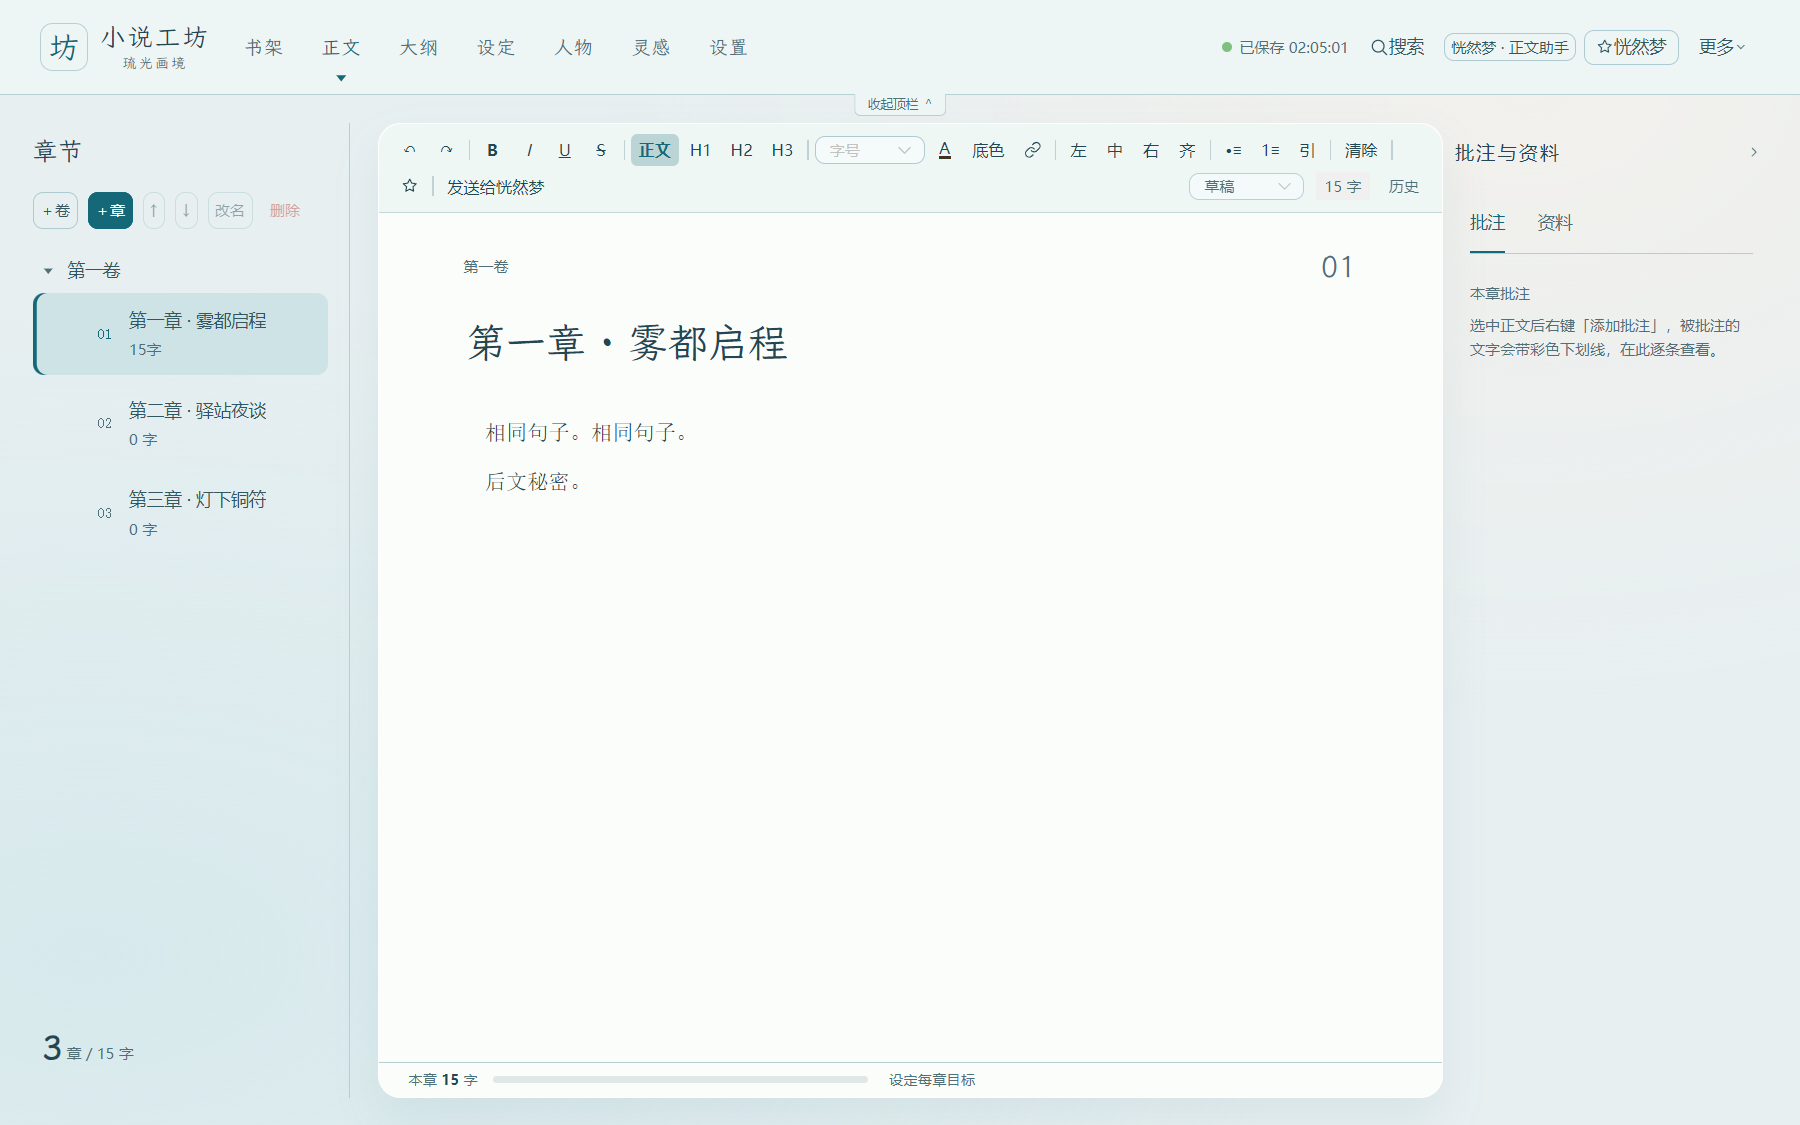 坊
小说工坊
琉光画境
书架 正文 大纲 设定 人物 灵感 设置
已保存 02:05:01 搜索 恍然梦 · 正文助手 恍然梦 更多
收起顶栏 ^
章节
+ 卷 + 章 ↑ ↓ 改名 删除
第一卷
01 第一章 · 雾都启程
15字
02 第二章 · 驿站夜谈
0 字
03 第三章 · 灯下铜符
0 字
3 章 / 15 字
B I U S 正文 H1 H2 H3 字号 A 底色 左 中 右 齐 •≡ 1≡ 引 清除
发送给恍然梦 草稿 15 字 历史
第一卷 01
第一章 · 雾都启程
相同句子。相同句子。
后文秘密。
本章 15 字 设定每章目标
批注与资料
批注 资料
本章批注
选中正文后右键「添加批注」，被批注的
文字会带彩色下划线，在此逐条查看。